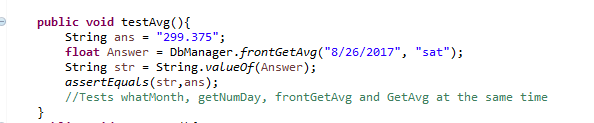 public void testAvg(){
String ans = "299.375";
float Answer = DbManager.frontGetAvg("8/26/2017", "sat");
String str = String.valueOf(Answer);
assertEquals(str,ans);
//Tests whatMonth, getNumDay, frontGetAvg and GetAvg at the same time
}